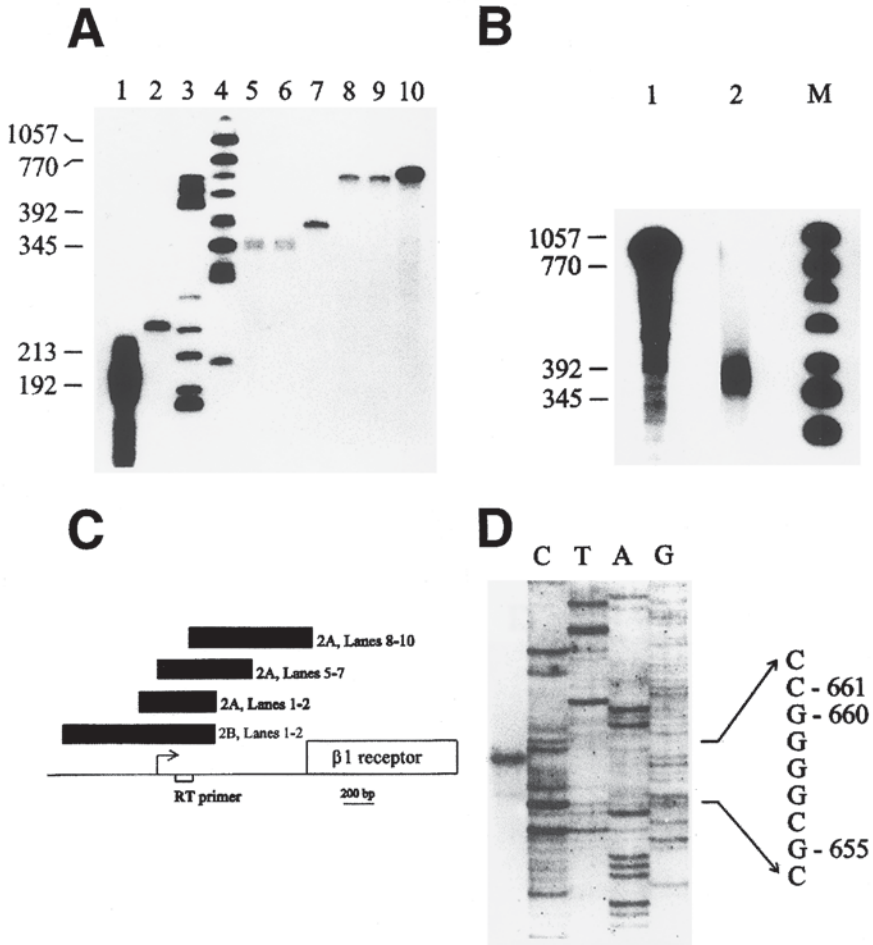 A
1 2 3 4 5 6 7 8 9 10
1057
770
392
345
213
192
B
1 2 M
1057
770
392
345
C
2A, Lanes 8-10
2A, Lanes 5-7
2A, Lanes 1-2
2B, Lanes 1-2
β1 receptor
RT primer
200 bp
D
C T A G
C
C - 661
G - 660
G
G
G
C
G - 655
C